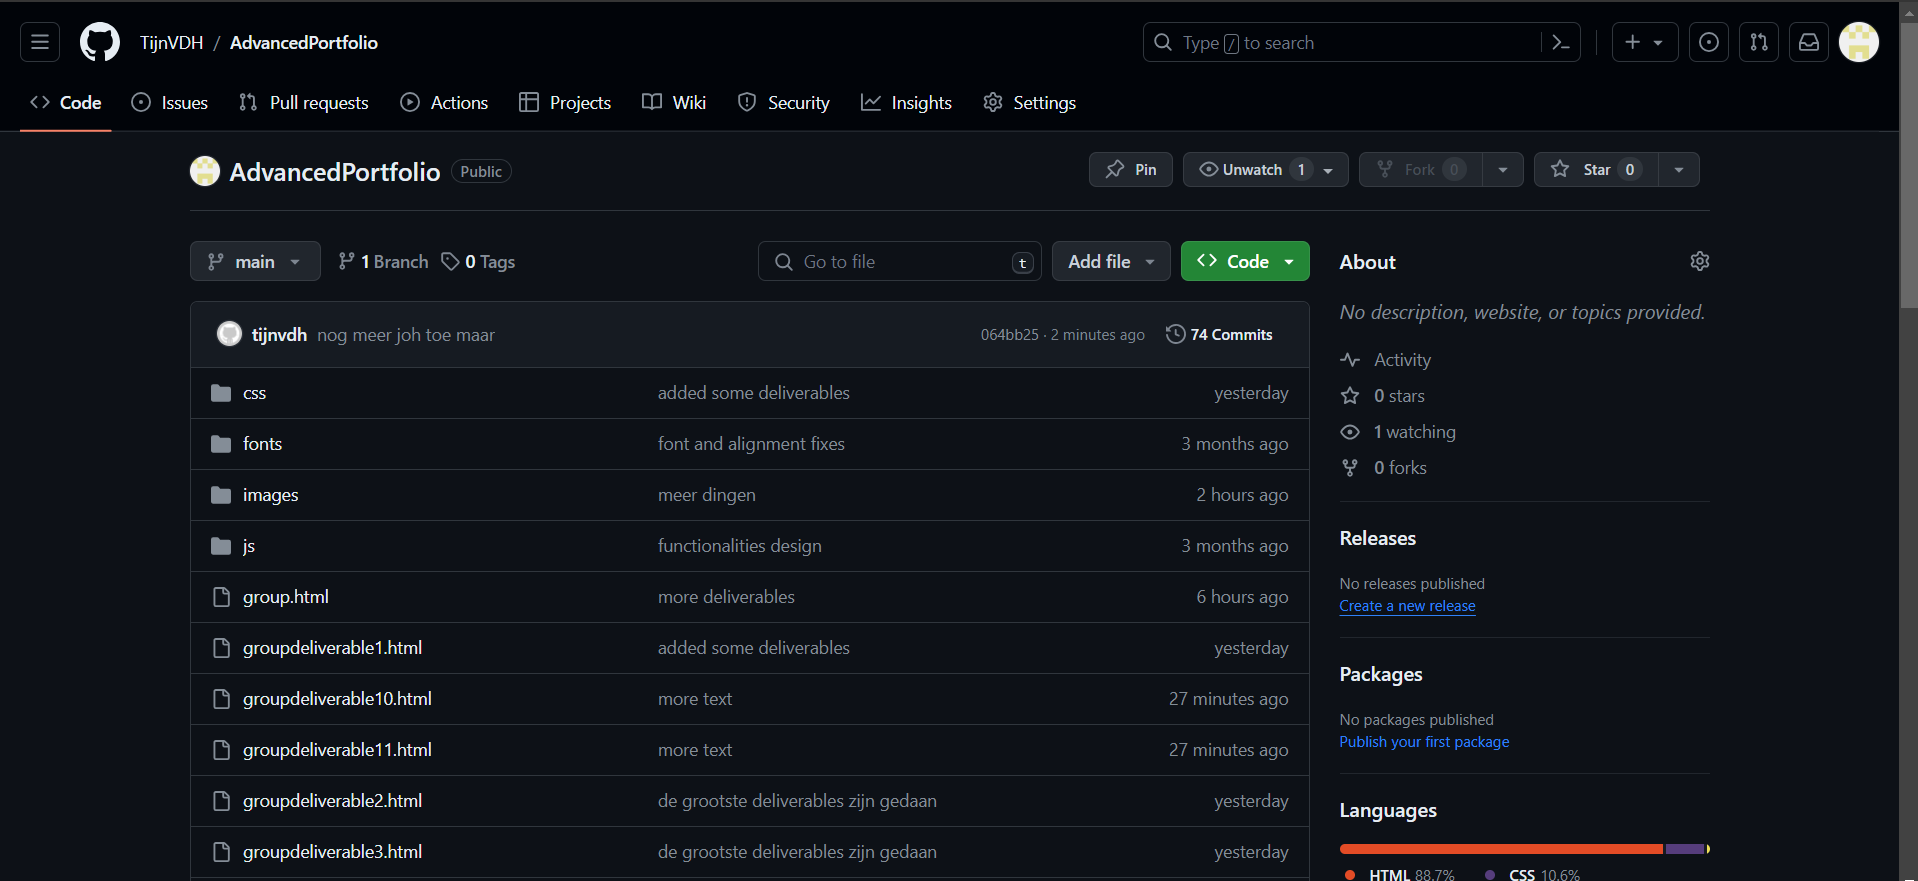 TijnVDH / AdvancedPortfolio
Type / to search
Code Issues Pull requests Actions Projects Wiki Security Insights Settings
AdvancedPortfolio Public
Pin Unwatch 1 Fork 0 Star 0
main 1 Branch 0 Tags Go to file t Add file Code
tijnvdh nog meer joh toe maar 064bb25 · 2 minutes ago 74 Commits
css added some deliverables yesterday
fonts font and alignment fixes 3 months ago
images meer dingen 2 hours ago
js functionalities design 3 months ago
group.html more deliverables 6 hours ago
groupdeliverable1.html added some deliverables yesterday
groupdeliverable10.html more text 27 minutes ago
groupdeliverable11.html more text 27 minutes ago
groupdeliverable2.html de grootste deliverables zijn gedaan yesterday
groupdeliverable3.html de grootste deliverables zijn gedaan yesterday
About
No description, website, or topics provided.
Activity
0 stars
1 watching
0 forks
Releases
No releases published
Create a new release
Packages
No packages published
Publish your first package
Languages
HTML 88.7% CSS 10.6%